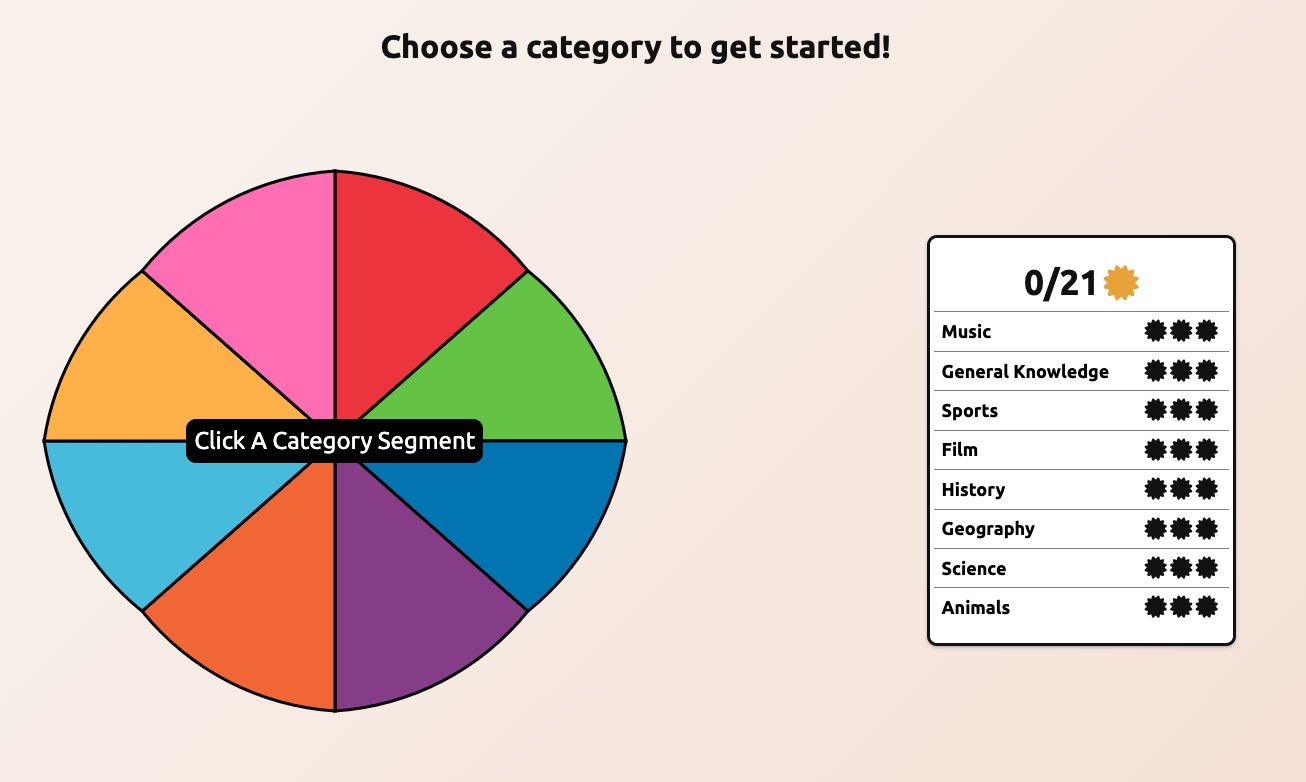 Choose a category to get started!
Click A Category Segment
0/21
Music
General Knowledge
Sports
Film
History
Geography
Science
Animals